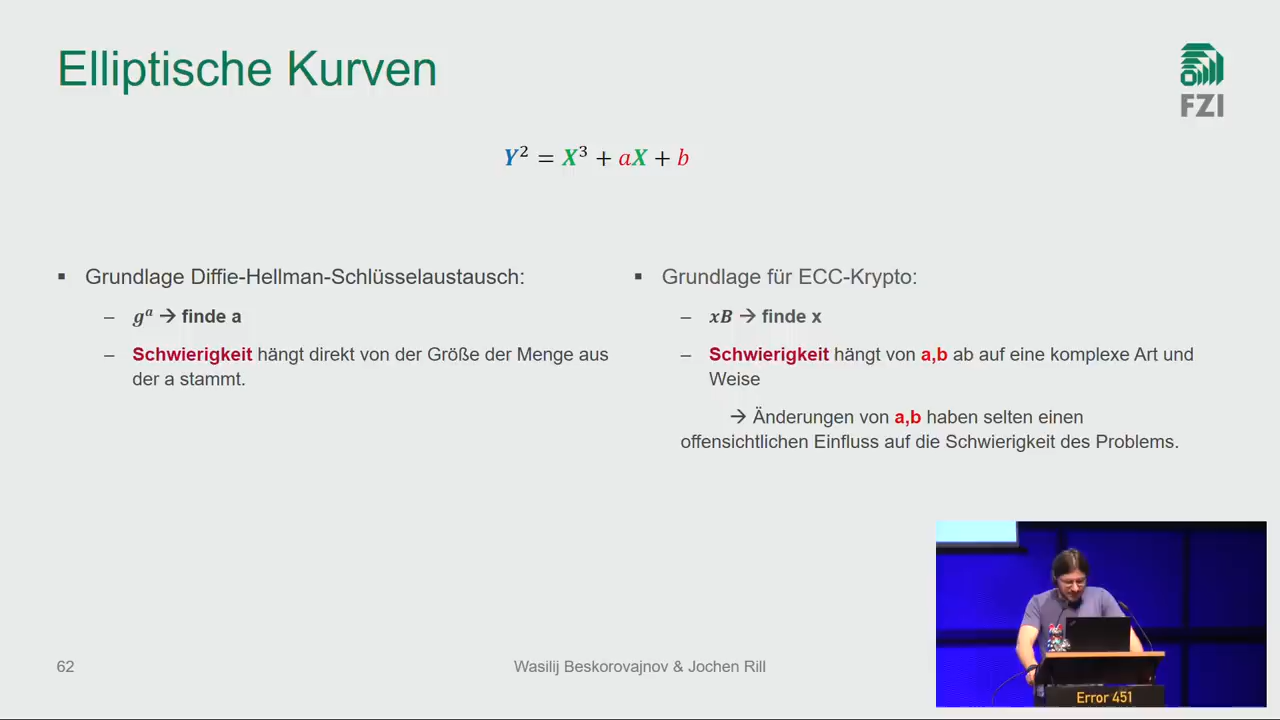 Elliptische Kurven
FZI
Y² = X³ + aX + b
▪ Grundlage Diffie-Hellman-Schlüsselaustausch:
– gᵃ → finde a
– Schwierigkeit hängt direkt von der Größe der Menge aus
der a stammt.
▪ Grundlage für ECC-Krypto:
– xB → finde x
– Schwierigkeit hängt von a,b ab auf eine komplexe Art und
Weise
→ Änderungen von a,b haben selten einen
offensichtlichen Einfluss auf die Schwierigkeit des Problems.
62
Wasilij Beskorovajnov & Jochen Rill
Error 451